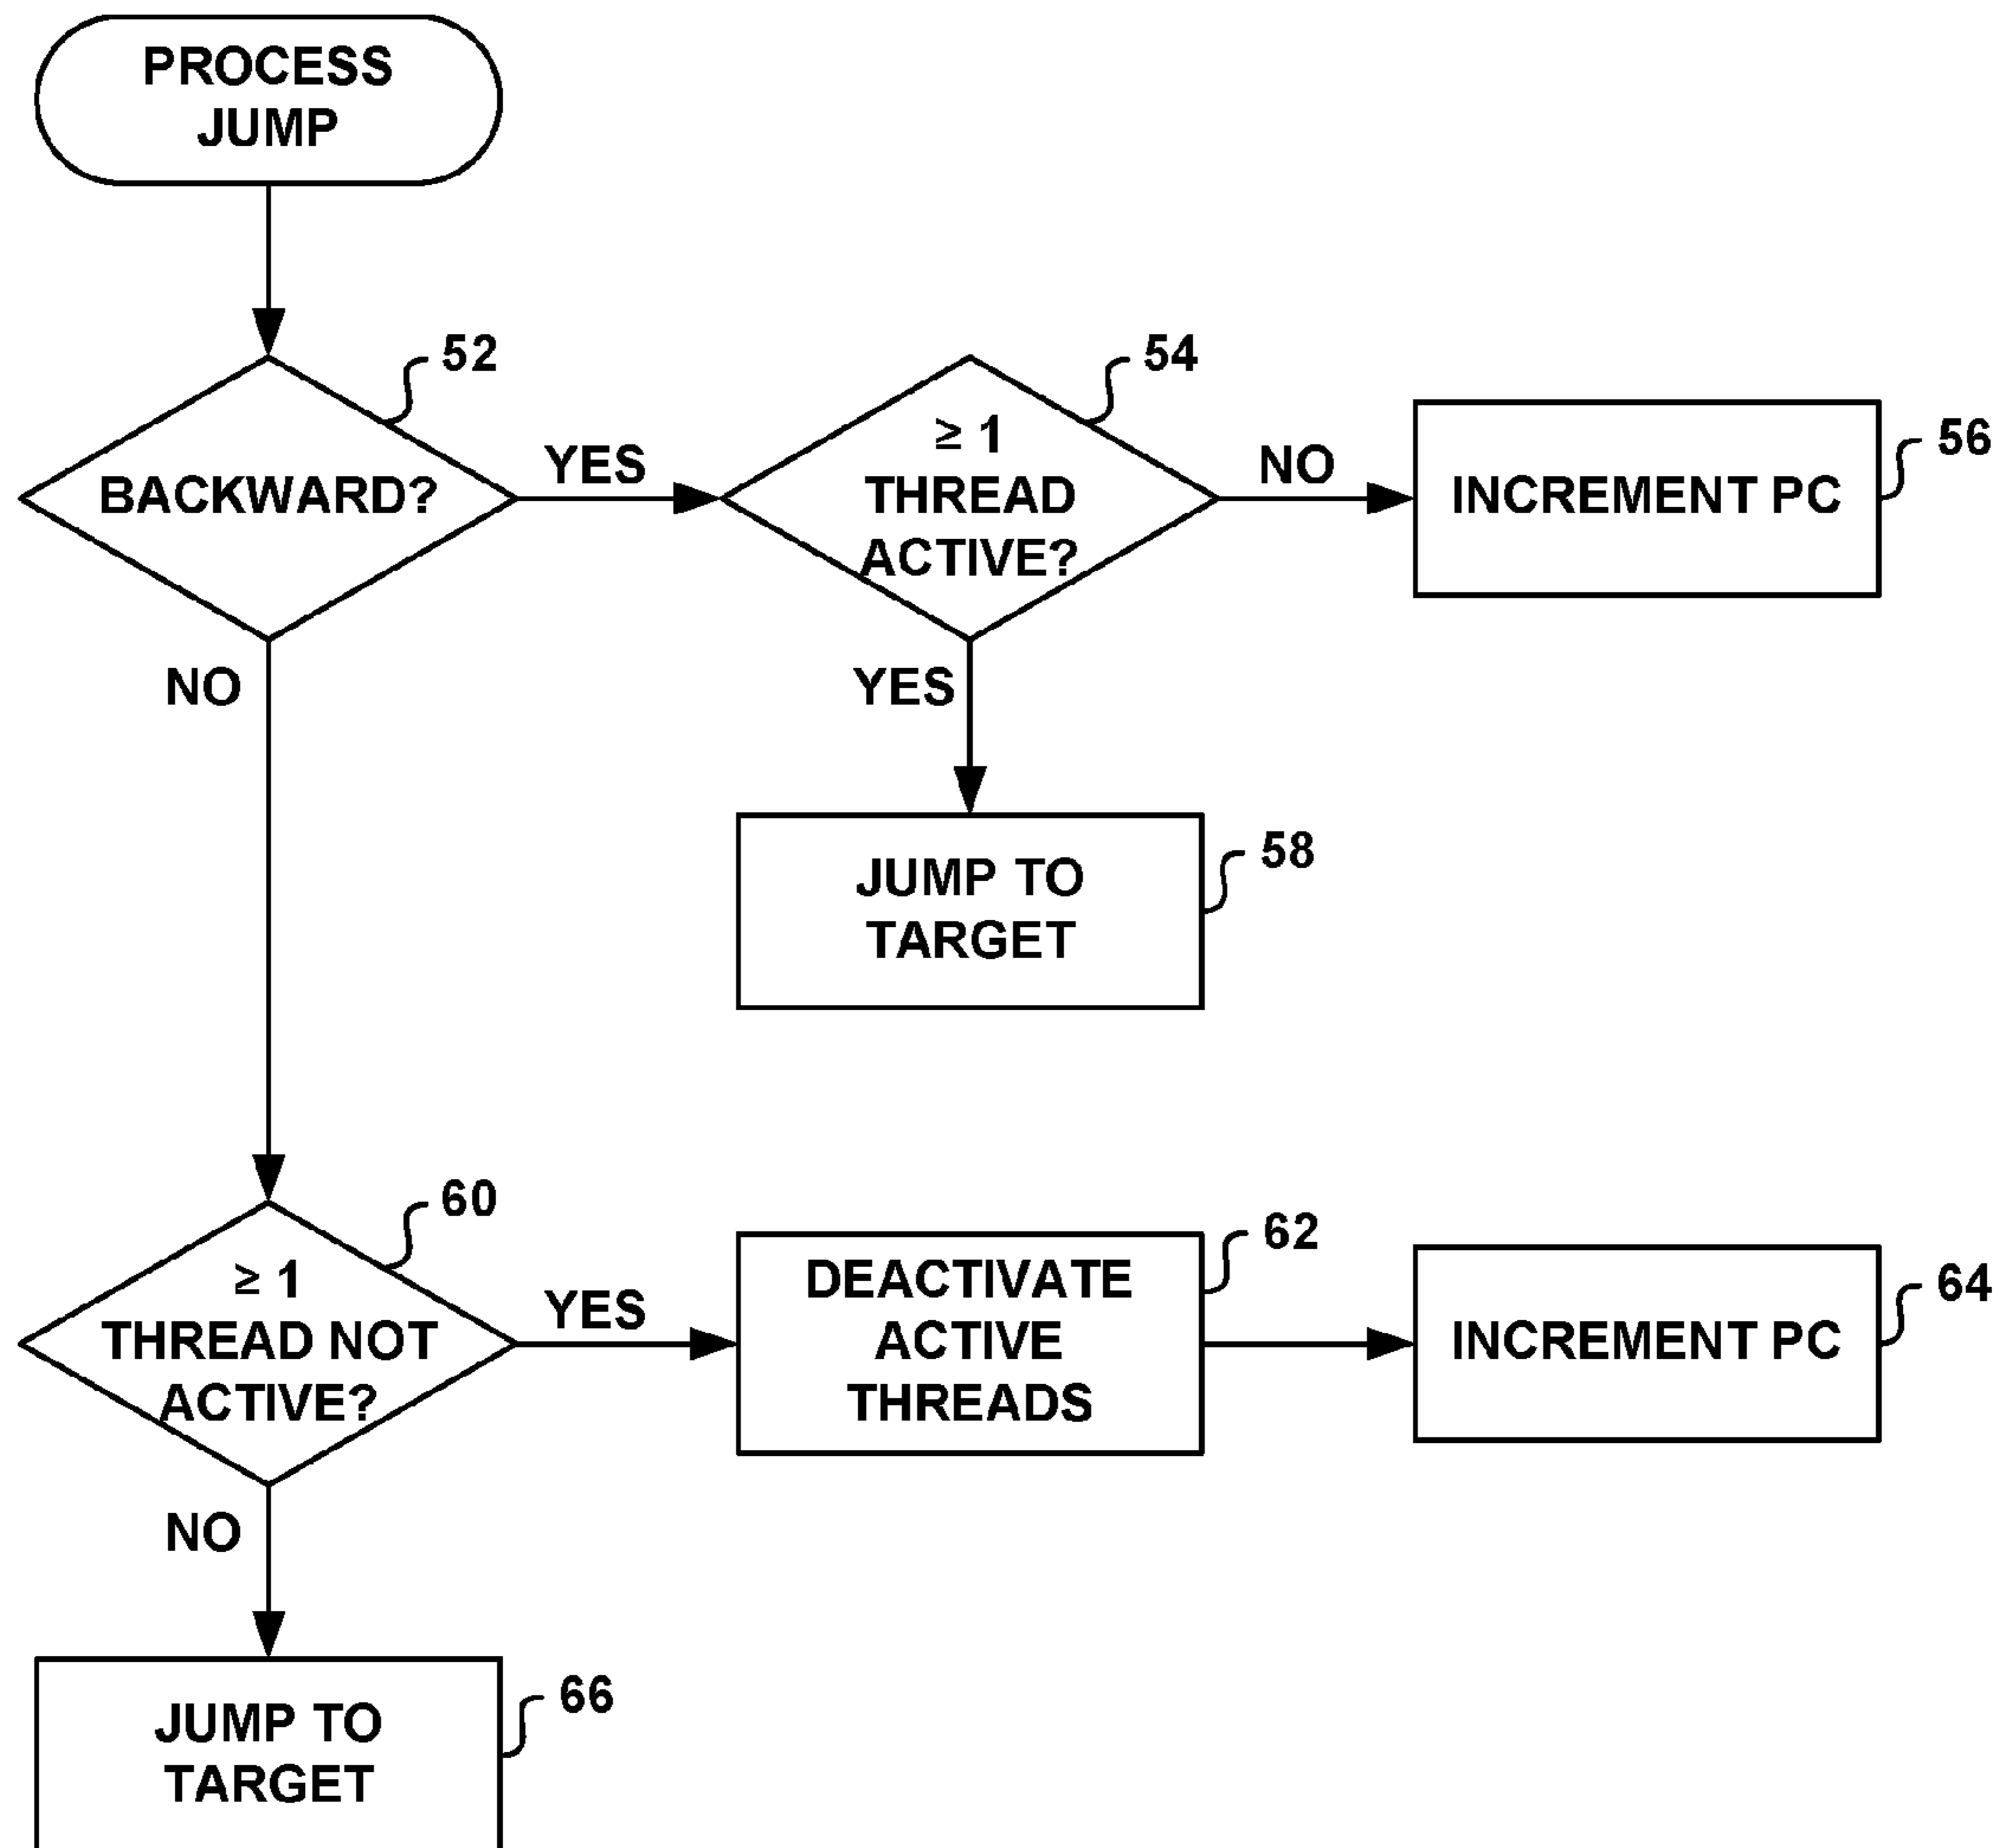 PROCESS
JUMP
52
BACKWARD?
YES
54
≥ 1
THREAD
ACTIVE?
NO
56
INCREMENT PC
NO
YES
58
JUMP TO
TARGET
60
≥ 1
THREAD NOT
ACTIVE?
YES
62
DEACTIVATE
ACTIVE
THREADS
64
INCREMENT PC
NO
66
JUMP TO
TARGET